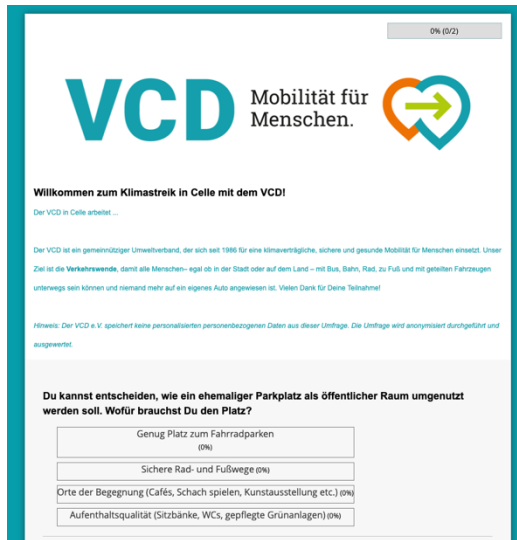 0% (0/2)
VCD
Mobilität für
Menschen.
Willkommen zum Klimastreik in Celle mit dem VCD!
Der VCD in Celle arbeitet ...
Der VCD ist ein gemeinnütziger Umweltverband, der sich seit 1986 für eine klimaverträgliche, sichere und gesunde Mobilität für Menschen einsetzt. Unser
Ziel ist die Verkehrswende, damit alle Menschen– egal ob in der Stadt oder auf dem Land – mit Bus, Bahn, Rad, zu Fuß und mit geteilten Fahrzeugen
unterwegs sein können und niemand mehr auf ein eigenes Auto angewiesen ist. Vielen Dank für Deine Teilnahme!
Hinweis: Der VCD e.V. speichert keine personalisierten personenbezogenen Daten aus dieser Umfrage. Die Umfrage wird anonymisiert durchgeführt und
ausgewertet.
Du kannst entscheiden, wie ein ehemaliger Parkplatz als öffentlicher Raum umgenutzt
werden soll. Wofür brauchst Du den Platz?
Genug Platz zum Fahrradparken
(0%)
Sichere Rad- und Fußwege (0%)
Orte der Begegnung (Cafés, Schach spielen, Kunstausstellung etc.) (0%)
Aufenthaltsqualität (Sitzbänke, WCs, gepflegte Grünanlagen) (0%)